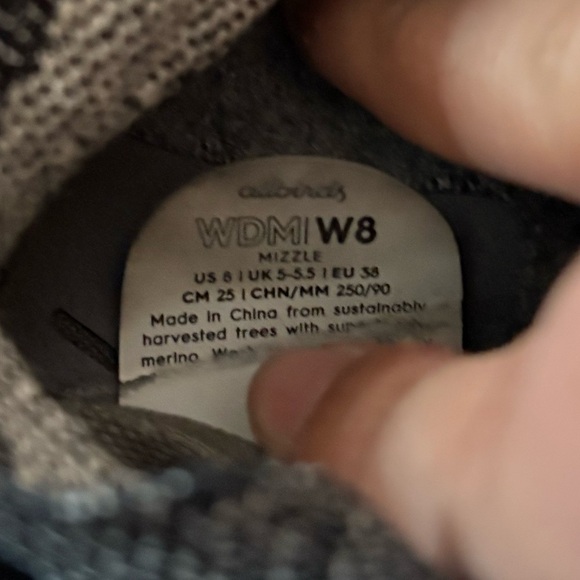 allbirds
WDM|W8
MIZZLE
US 8 | UK 5-5.5 | EU 38
CM 25 | CHN/MM 250/90
Made in China from sustainably
harvested trees with
merino.